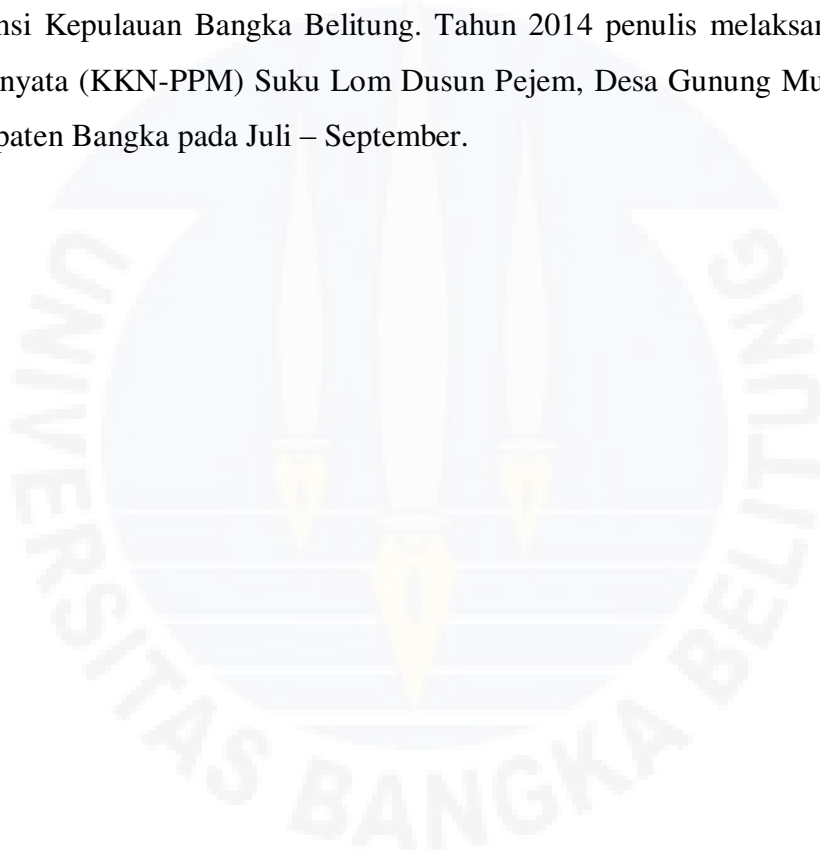 nsi Kepulauan Bangka Belitung. Tahun 2014 penulis melaksan
nyata (KKN-PPM) Suku Lom Dusun Pejem, Desa Gunung Mu
paten Bangka pada Juli – September.
UNIVERSITAS BANGKA BELITUNG